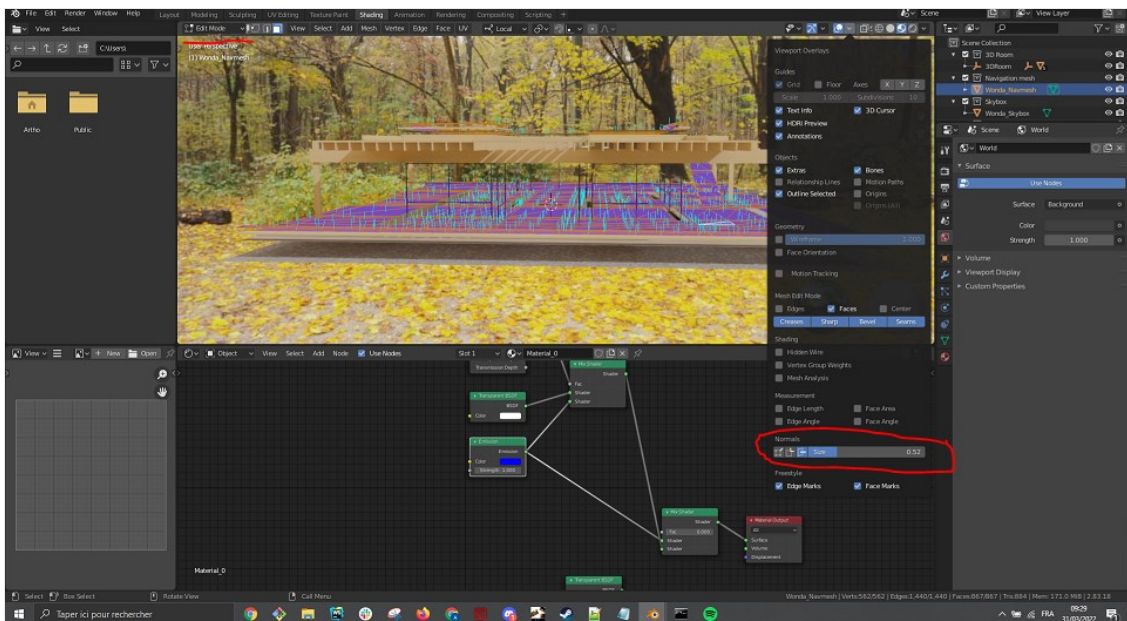 File Edit Render Window Help Layout Modeling Sculpting UV Editing Texture Paint Shading Animation Rendering Compositing Scripting + Scene View Layer
View Select Edit Mode View Select Add Mesh Vertex Edge Face UV Local
C:\Users\
Artho Public
User Perspective
(1) Wonda_Navmesh
Viewport Overlays
Guides
Grid Floor Axes X Y Z
Scale 1.000 Subdivisions 10
Text Info 3D Cursor
HDRI Preview
Annotations
Objects
Extras Bones
Relationship Lines Motion Paths
Outline Selected Origins
Origins (All)
Geometry
Wireframe 1.000
Face Orientation
Motion Tracking
Mesh Edit Mode
Edges Faces Center
Creases Sharp Bevel Seams
Shading
Hidden Wire
Vertex Group Weights
Mesh Analysis
Measurement
Edge Length Face Area
Edge Angle Face Angle
Normals
Size 0.52
Freestyle
Edge Marks Face Marks
Scene Collection
3D Room
3DRoom
Navigation mesh
Wonda_Navmesh
Skybox
Wonda_Skybox
Scene World
World
Surface
Use Nodes
Surface Background
Color
Strength 1.000
Volume
Viewport Display
Custom Properties
View + New Open Object View Select Add Node Use Nodes Slot 1 Material_0
Transmission Depth
Mix Shader
Shader
Fac
Shader
Shader
Transparent BSDF
BSDF
Color
Emission
Emission
Color
Strength 1.000
Mix Shader
Shader
Fac 0.000
Shader
Shader
Material Output
All
Surface
Volume
Displacement
Transparent BSDF
Material_0
Select Box Select Rotate View Call Menu Wonda_Navmesh | Verts:562/562 | Edges:1,440/1,440 | Faces:867/867 | Tris:884 | Mem: 171.0 MiB | 2.83.18
Taper ici pour rechercher FRA 09:29
31/03/2022